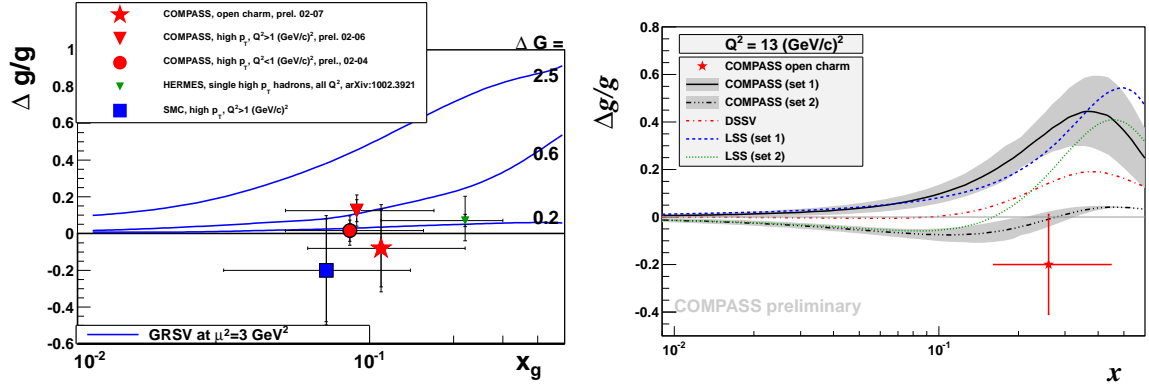 COMPASS, open charm, prel. 02-07
COMPASS, high p_T, Q²>1 (GeV/c)², prel. 02-06
COMPASS, high p_T, Q²<1 (GeV/c)², prel., 02-04
HERMES, single high p_T hadrons, all Q², arXiv:1002.3921
SMC, high p_T, Q²>1 (GeV/c)²
Δ G =
2.5
0.6
0.2
Δ g/g
1
0.8
0.6
0.4
0.2
0
-0.2
-0.4
-0.6
GRSV at μ²=3 GeV²
10⁻²
10⁻¹
x_g
Q² = 13 (GeV/c)²
COMPASS open charm
COMPASS (set 1)
COMPASS (set 2)
DSSV
LSS (set 1)
LSS (set 2)
Δg/g
0.8
0.6
0.4
0.2
0
-0.2
-0.4
COMPASS preliminary
10⁻²
10⁻¹
x